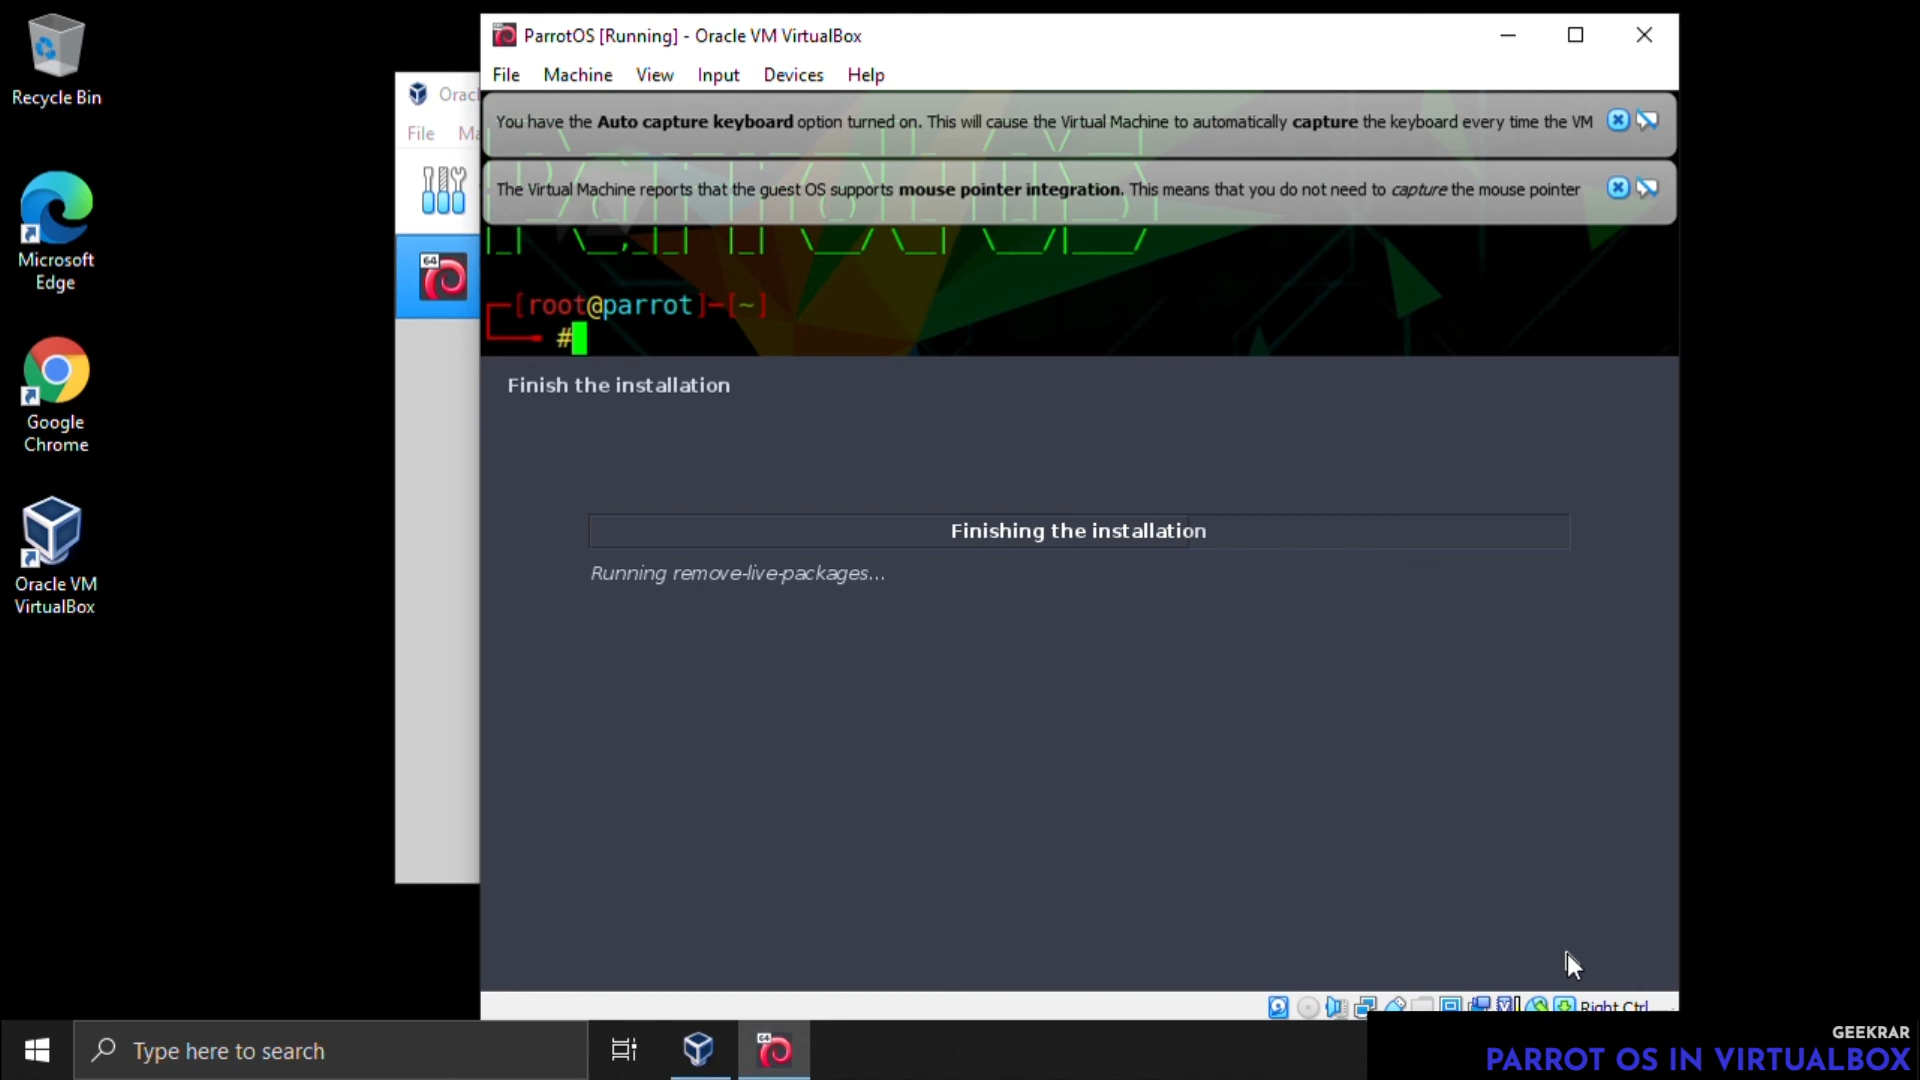 Recycle Bin
Microsoft
Edge
Google
Chrome
Oracle VM
VirtualBox
File
64
ParrotOS [Running] - Oracle VM VirtualBox
File Machine View Input Devices Help
You have the Auto capture keyboard option turned on. This will cause the Virtual Machine to automatically capture the keyboard every time the VM
The Virtual Machine reports that the guest OS supports mouse pointer integration. This means that you do not need to capture the mouse pointer
[root@parrot]-[~]
#
Finish the installation
Finishing the installation
Running remove-live-packages...
Right Ctrl
Type here to search
GEEKRAR
PARROT OS IN VIRTUALBOX